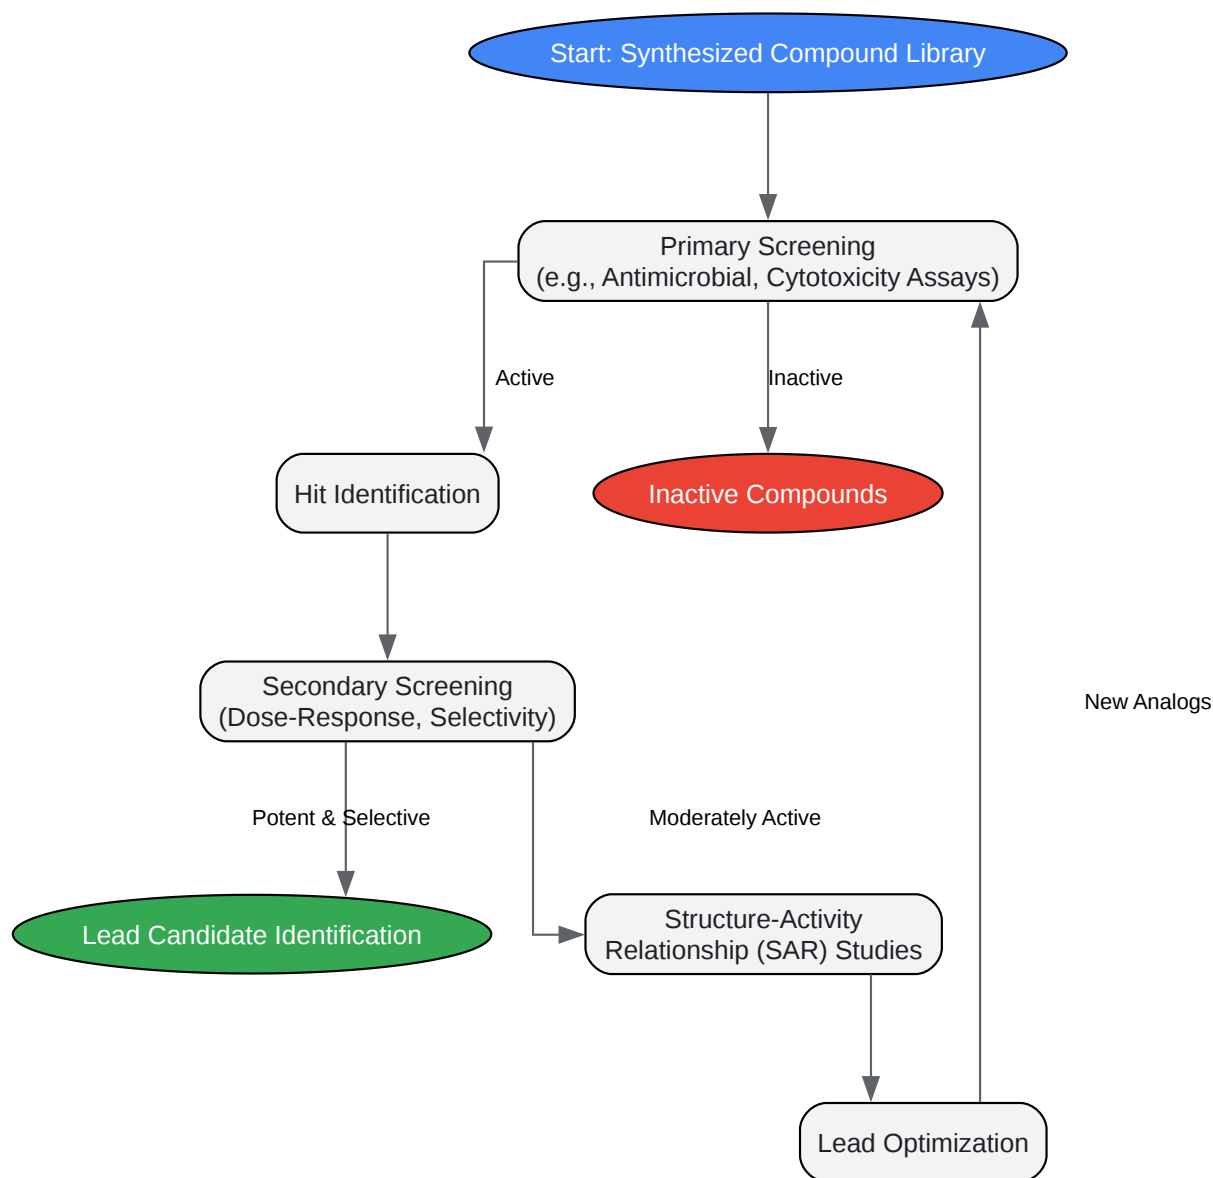 Start: Synthesized Compound Library
Primary Screening
(e.g., Antimicrobial, Cytotoxicity Assays)
Active
Inactive
Hit Identification
Inactive Compounds
Secondary Screening
(Dose-Response, Selectivity)
New Analogs
Potent & Selective
Moderately Active
Lead Candidate Identification
Structure-Activity
Relationship (SAR) Studies
Lead Optimization